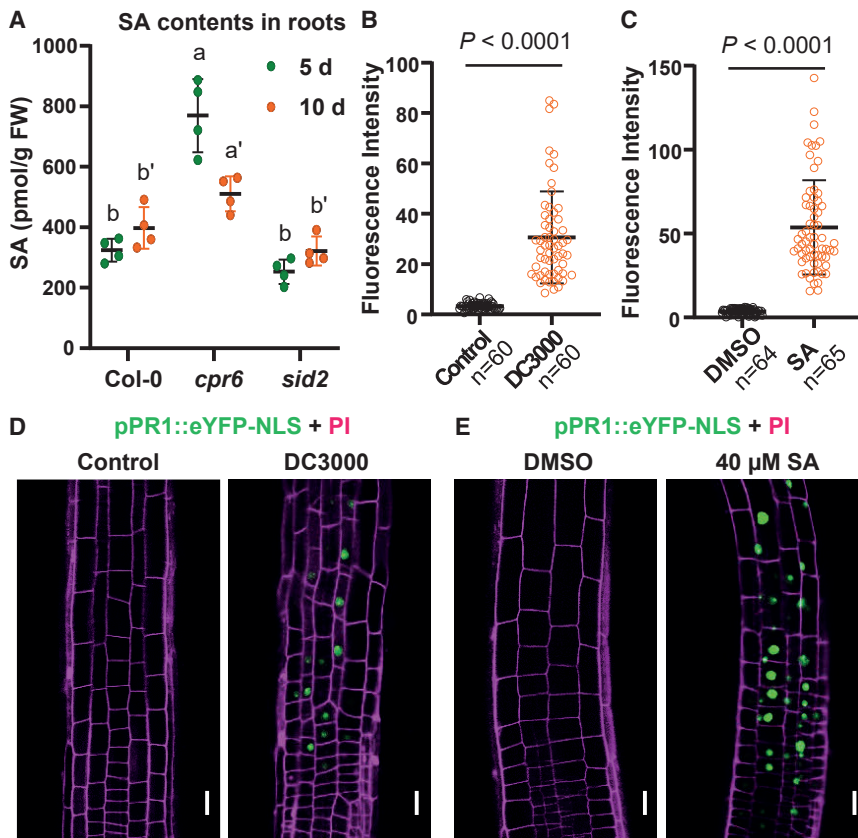 A
SA contents in roots
SA (pmol/g FW)
1000
800
600
400
200
0
5 d
10 d
b
b'
a
a'
b
b'
Col-0
cpr6
sid2
B
P < 0.0001
Fluorescence Intensity
100
80
60
40
20
0
Control
n=60
DC3000
n=60
C
P < 0.0001
Fluorescence Intensity
150
100
50
0
DMSO
n=64
SA
n=65
D
pPR1::eYFP-NLS + PI
Control
DC3000
E
pPR1::eYFP-NLS + PI
DMSO
40 µM SA